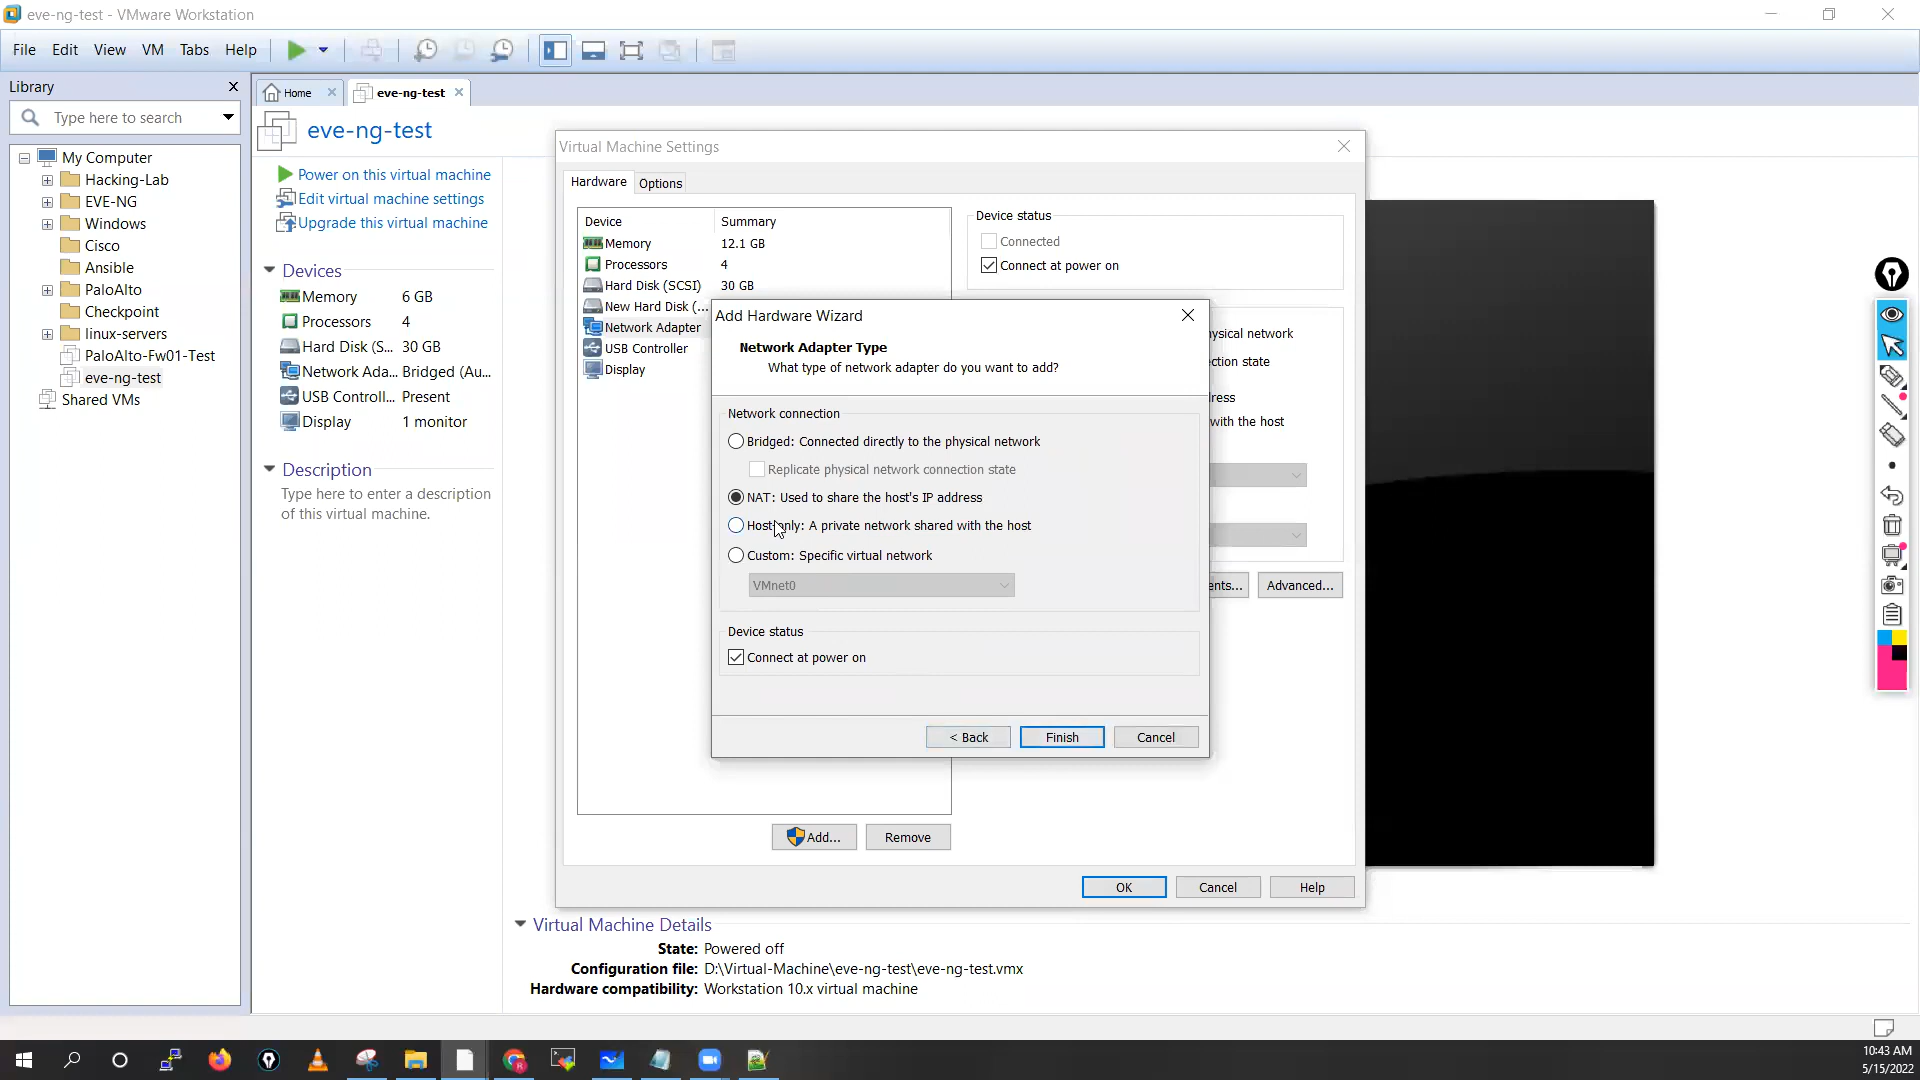 eve-ng-test - VMware Workstation
File Edit View VM Tabs Help
Library
Type here to search
My Computer
Hacking-Lab
EVE-NG
Windows
Cisco
Ansible
PaloAlto
Checkpoint
linux-servers
PaloAlto-Fw01-Test
eve-ng-test
Shared VMs
Home
eve-ng-test
eve-ng-test
Power on this virtual machine
Edit virtual machine settings
Upgrade this virtual machine
Devices
Memory 6 GB
Processors 4
Hard Disk (S... 30 GB
Network Ada... Bridged (Au...
USB Controll... Present
Display 1 monitor
Description
Type here to enter a description
of this virtual machine.
Virtual Machine Settings
Hardware Options
Device Summary
Memory 12.1 GB
Processors 4
Hard Disk (SCSI) 30 GB
New Hard Disk (...
Network Adapter
USB Controller
Display
Device status
Connected
Connect at power on
ysical network
ction state
ress
with the host
ents... Advanced...
Add Hardware Wizard
Network Adapter Type
What type of network adapter do you want to add?
Network connection
Bridged: Connected directly to the physical network
Replicate physical network connection state
NAT: Used to share the host's IP address
Host-only: A private network shared with the host
Custom: Specific virtual network
VMnet0
Device status
Connect at power on
< Back Finish Cancel
Add... Remove
OK Cancel Help
Virtual Machine Details
State: Powered off
Configuration file: D:\Virtual-Machine\eve-ng-test\eve-ng-test.vmx
Hardware compatibility: Workstation 10.x virtual machine
10:43 AM
5/15/2022